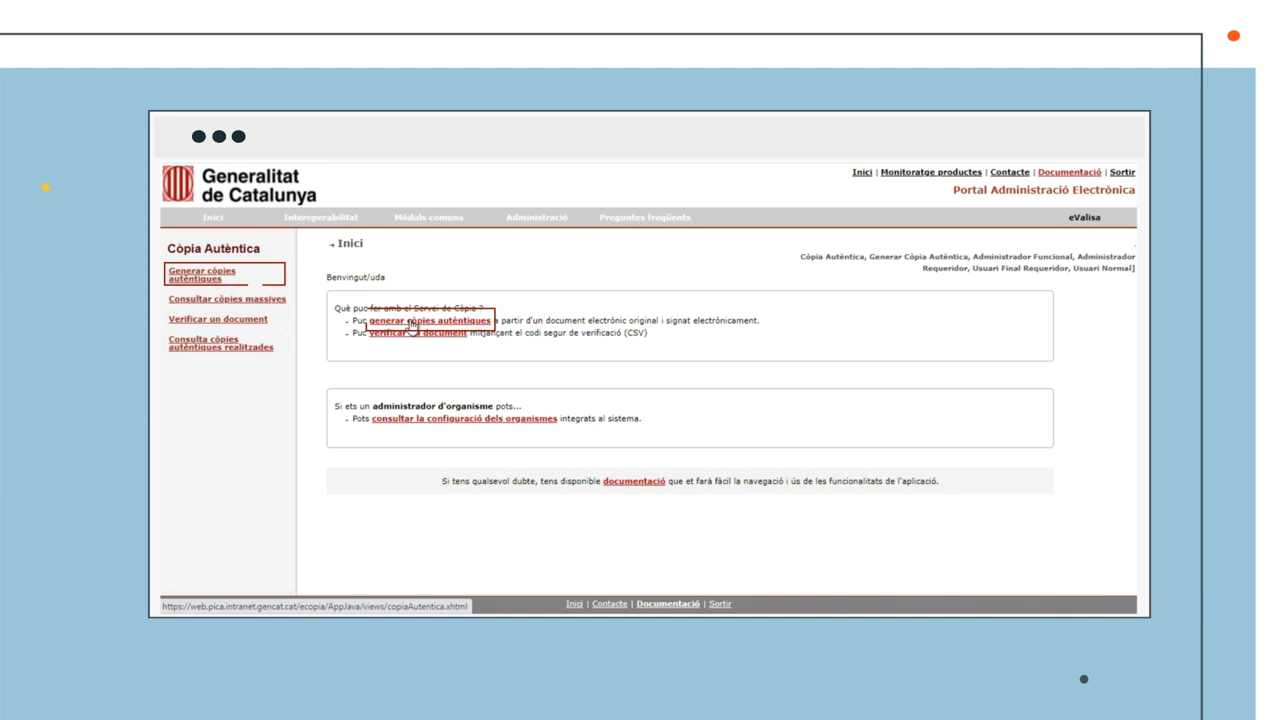 Generalitat
de Catalunya
Inici | Monitoratge productes | Contacte | Documentació | Sortir
Portal Administració Electrònica
Inici Interoperabilitat Mòduls comuns Administració Preguntes freqüents eValisa
Còpia Autèntica
Generar còpies
autèntiques
Consultar còpies massives
Verificar un document
Consulta còpies
autèntiques realitzades
Inici
Còpia Autèntica, Generar Còpia Autèntica, Administrador Funcional, Administrador
Requeridor, Usuari Final Requeridor, Usuari Normal]
Benvingut/uda
Què puc fer amb el Servei de Còpia ?
- Puc generar còpies autèntiques a partir d'un document electrònic original i signat electrònicament.
- Puc verificar un document mitjançant el codi segur de verificació (CSV)
Si ets un administrador d'organisme pots...
- Pots consultar la configuració dels organismes integrats al sistema.
Si tens qualsevol dubte, tens disponible documentació que et farà fàcil la navegació i ús de les funcionalitats de l'aplicació.
https://web.pica.intranet.gencat.cat/ecopia/AppJava/views/copiaAutentica.xhtml
Inici | Contacte | Documentació | Sortir